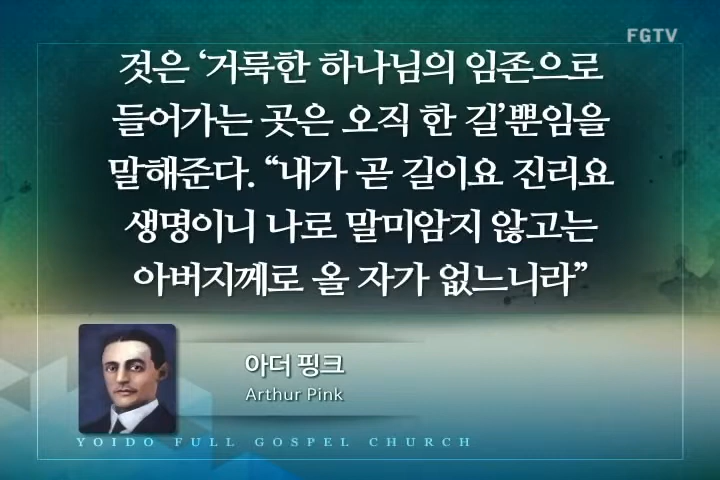 FGTV
것은 ‘거룩한 하나님의 임존으로
들어가는 곳은 오직 한 길’뿐임을
말해준다. “내가 곧 길이요 진리요
생명이니 나로 말미암지 않고는
아버지께로 올 자가 없느니라”
아더 핑크
Arthur Pink
YOIDO FULL GOSPEL CHURCH